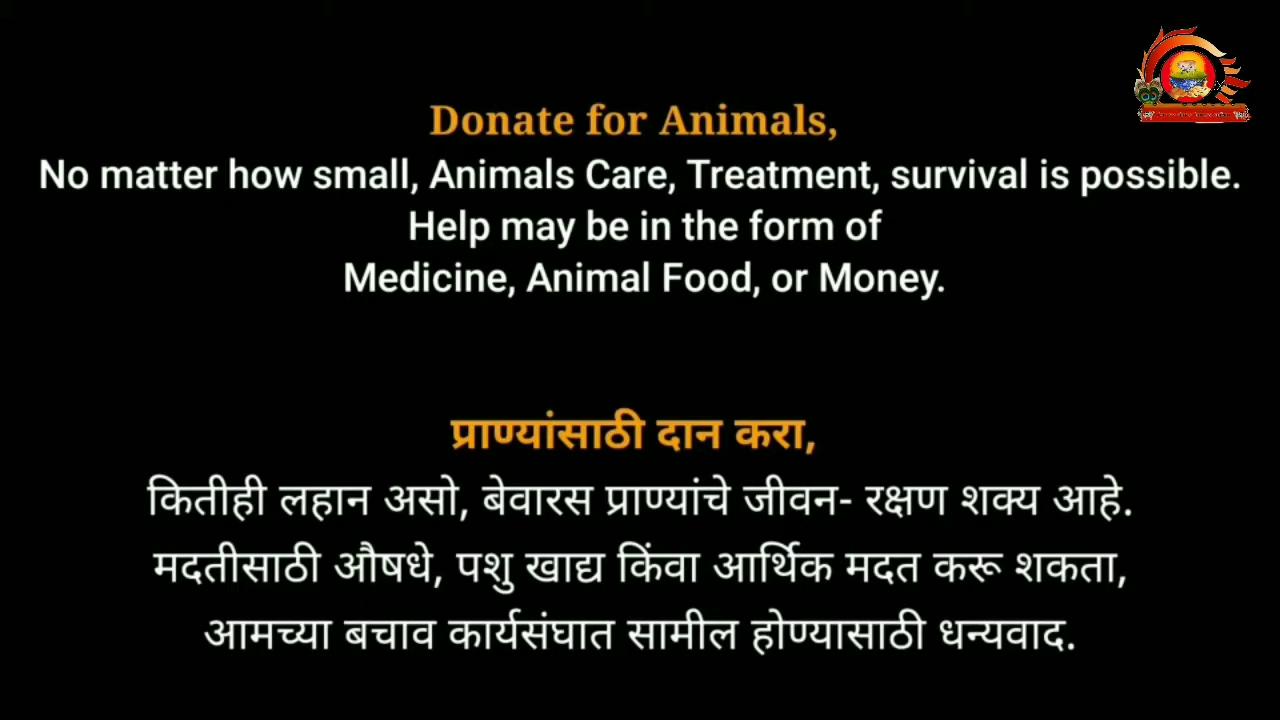 Donate for Animals,
No matter how small, Animals Care, Treatment, survival is possible.
Help may be in the form of
Medicine, Animal Food, or Money.
प्राण्यांसाठी दान करा,
कितीही लहान असो, बेवारस प्राण्यांचे जीवन- रक्षण शक्य आहे.
मदतीसाठी औषधे, पशु खाद्य किंवा आर्थिक मदत करू शकता,
आमच्या बचाव कार्यसंघात सामील होण्यासाठी धन्यवाद.